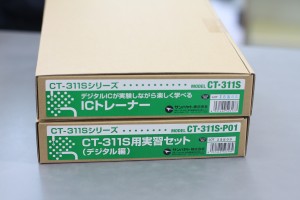 CT-311Sシリーズ
MODEL CT-311S
デジタルICが実験しながら楽しく学べる
ICトレーナー
CT-311Sシリーズ
MODEL CT-311S-P01
CT-311S用実習セット
(デジタル編)